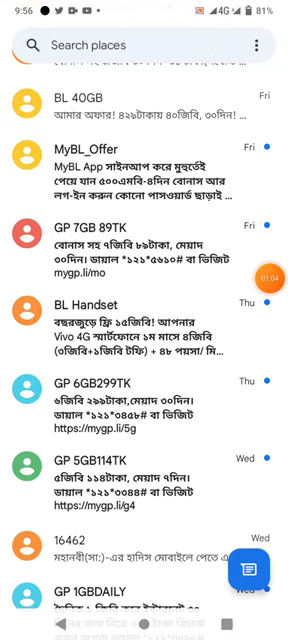 9:56
4G
81%
Search places
BL 40GB
Fri
আমার অফার! ৪২৯টাকায় ৪০জিবি, ৩০দিন! ...
MyBL_Offer
Fri
MyBL App সাইনআপ করে মুহুর্তেই
পেয়ে যান ৫০০এমবি-৪দিন বোনাস আর
লগ-ইন করুন কোনো পাসওয়ার্ড ছাড়াই ...
GP 7GB 89TK
Fri
বোনাস সহ ৭জিবি ৮৯টাকা, মেয়াদ
৩০দিন। ডায়াল *১২১*৫৬১০# বা ভিজিট
mygp.li/mo
01:04
BL Handset
Thu
বছরজুড়ে ফ্রি ১৫জিবি! আপনার
Vivo 4G স্মার্টফোনে ১ম মাসে ৪জিবি
(৩জিবি+১জিবি টফি) + ৪৮ পয়সা/ মি...
GP 6GB299TK
Thu
৬জিবি ২৯৯টাকা,মেয়াদ ৩০দিন।
ডায়াল *১২১*৩৪৫৮# বা ভিজিট
https://mygp.li/5g
GP 5GB114TK
Wed
৫জিবি ১১৪টাকা, মেয়াদ ৭দিন।
ডায়াল *১২১*৩০৪৪# বা ভিজিট
https://mygp.li/g4
16462
Wed
মহানবী(সা:)-এর হাদিস মোবাইলে পেতে
GP 1GBDAILY
Wed